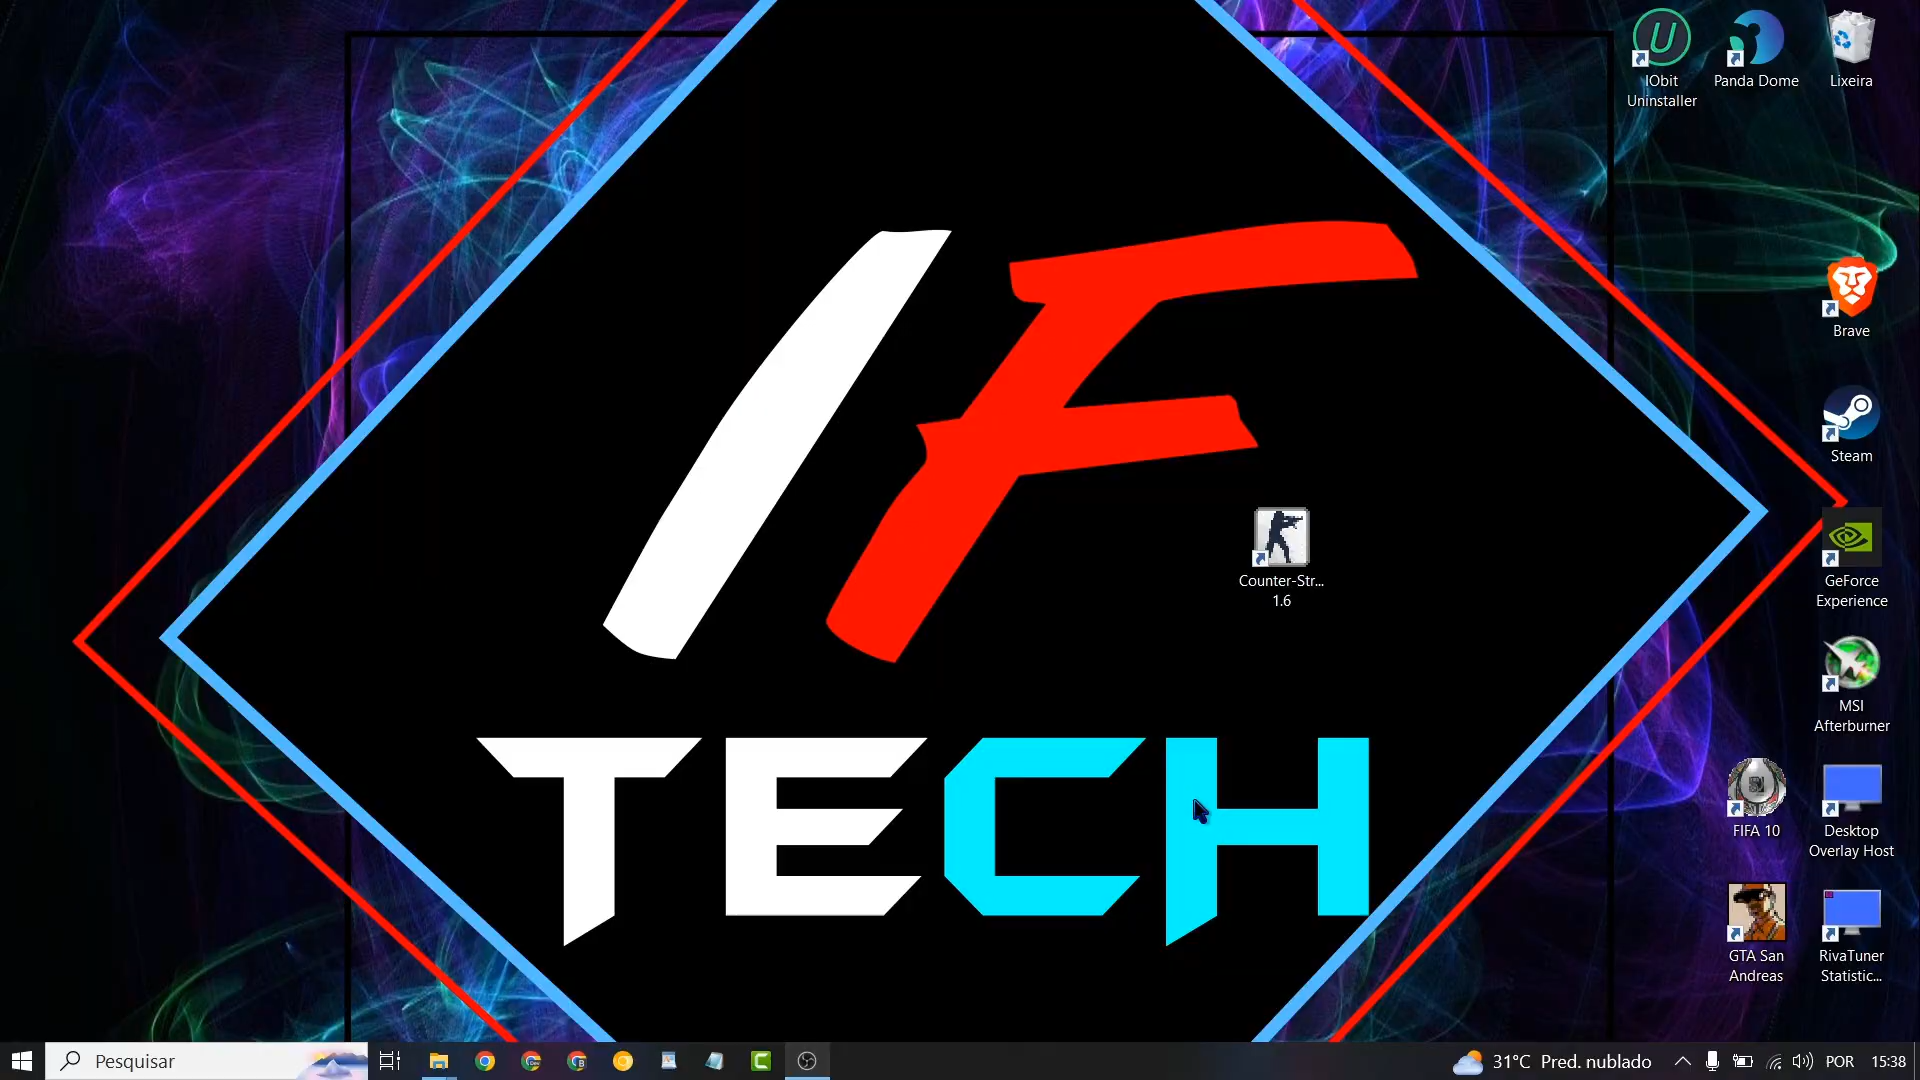 IObit
Uninstaller
Panda Dome
Lixeira
Brave
Steam
IF
TECH
Counter-Str...
1.6
GeForce
Experience
MSI
Afterburner
FIFA 10
Desktop
Overlay Host
GTA San
Andreas
RivaTuner
Statistic...
Pesquisar
31°C Pred. nublado
POR
15:38